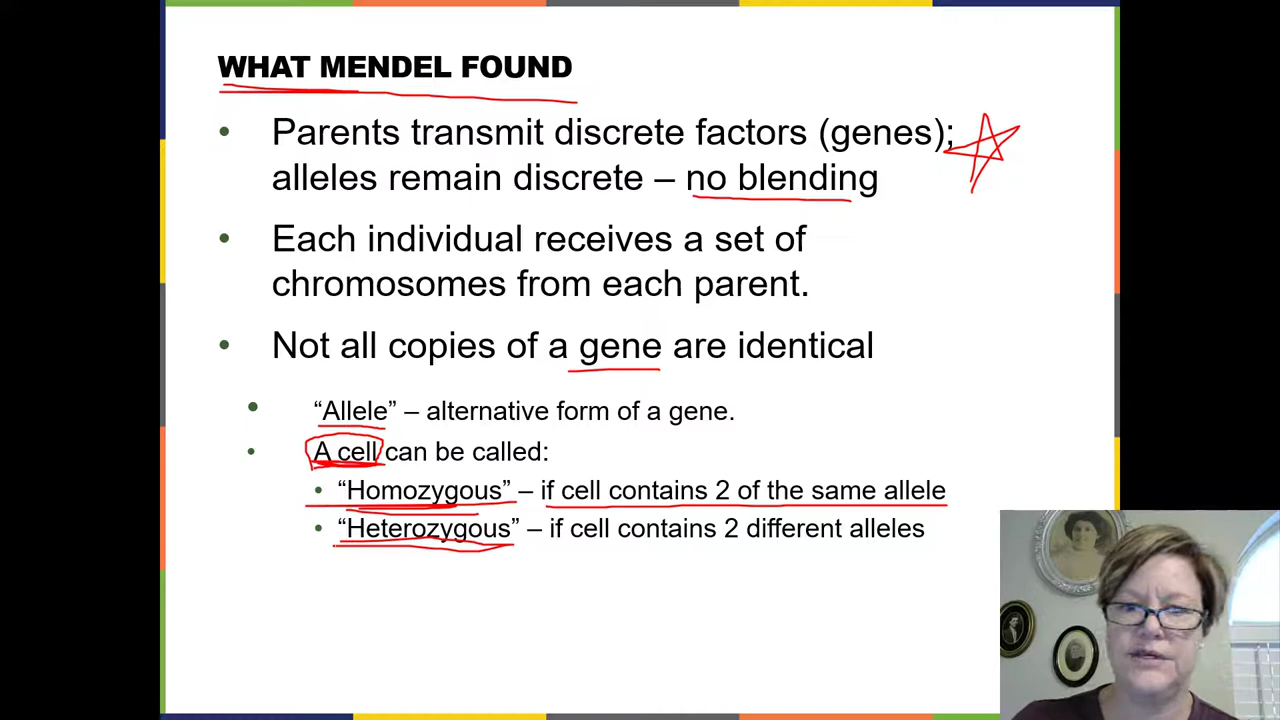 WHAT MENDEL FOUND
• Parents transmit discrete factors (genes);
alleles remain discrete – no blending
• Each individual receives a set of
chromosomes from each parent.
• Not all copies of a gene are identical
• “Allele” – alternative form of a gene.
• A cell can be called:
• “Homozygous” – if cell contains 2 of the same allele
• “Heterozygous” – if cell contains 2 different alleles